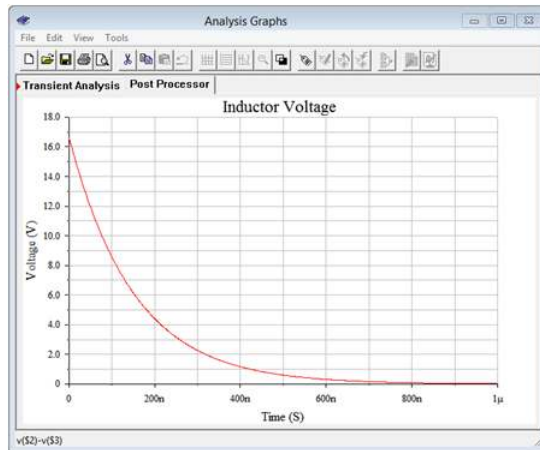 Analysis Graphs
File Edit View Tools
Transient Analysis Post Processor
Inductor Voltage
18.0
16.0
14.0
12.0
10.0
8.0
6.0
4.0
2.0
0
Voltage (V)
0 200n 400n 600n 800n 1μ
Time (S)
v($2)-v($3)